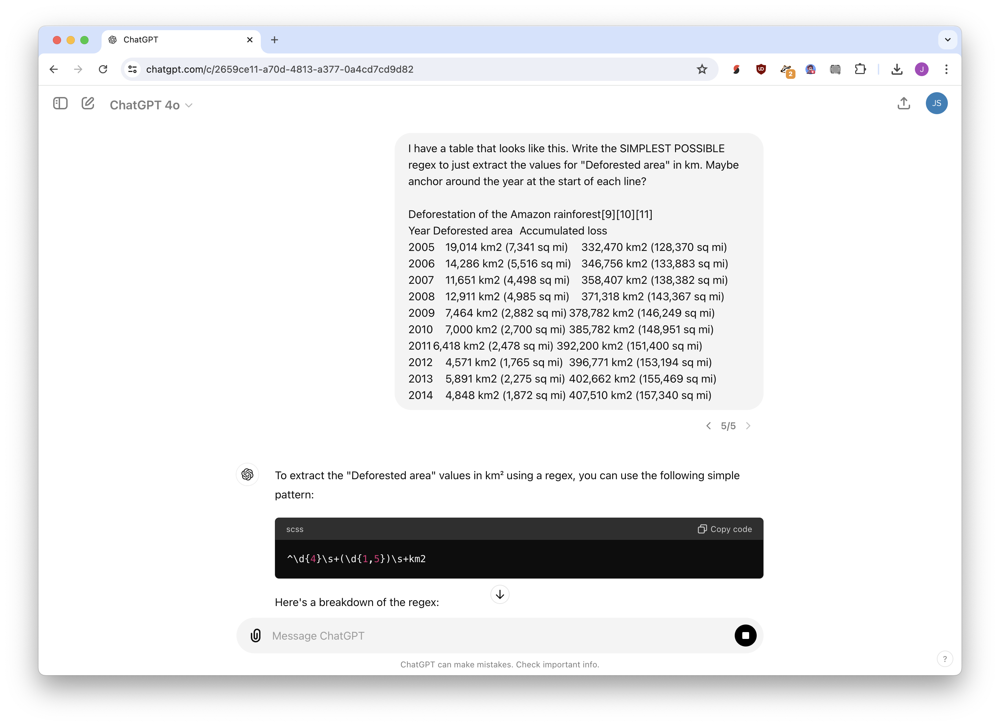 ChatGPT
chatgpt.com/c/2659ce11-a70d-4813-a377-0a4cd7cd9d82
2
J
ChatGPT 4o
JS
I have a table that looks like this. Write the SIMPLEST POSSIBLE
regex to just extract the values for "Deforested area" in km. Maybe
anchor around the year at the start of each line?
Deforestation of the Amazon rainforest[9][10][11]
Year Deforested area Accumulated loss
2005 19,014 km2 (7,341 sq mi) 332,470 km2 (128,370 sq mi)
2006 14,286 km2 (5,516 sq mi) 346,756 km2 (133,883 sq mi)
2007 11,651 km2 (4,498 sq mi) 358,407 km2 (138,382 sq mi)
2008 12,911 km2 (4,985 sq mi) 371,318 km2 (143,367 sq mi)
2009 7,464 km2 (2,882 sq mi) 378,782 km2 (146,249 sq mi)
2010 7,000 km2 (2,700 sq mi) 385,782 km2 (148,951 sq mi)
2011 6,418 km2 (2,478 sq mi) 392,200 km2 (151,400 sq mi)
2012 4,571 km2 (1,765 sq mi) 396,771 km2 (153,194 sq mi)
2013 5,891 km2 (2,275 sq mi) 402,662 km2 (155,469 sq mi)
2014 4,848 km2 (1,872 sq mi) 407,510 km2 (157,340 sq mi)
5/5
To extract the "Deforested area" values in km² using a regex, you can use the following simple
pattern:
scss Copy code
^\d{4}\s+(\d{1,5})\s+km2
Here's a breakdown of the regex:
Message ChatGPT
ChatGPT can make mistakes. Check important info.
?